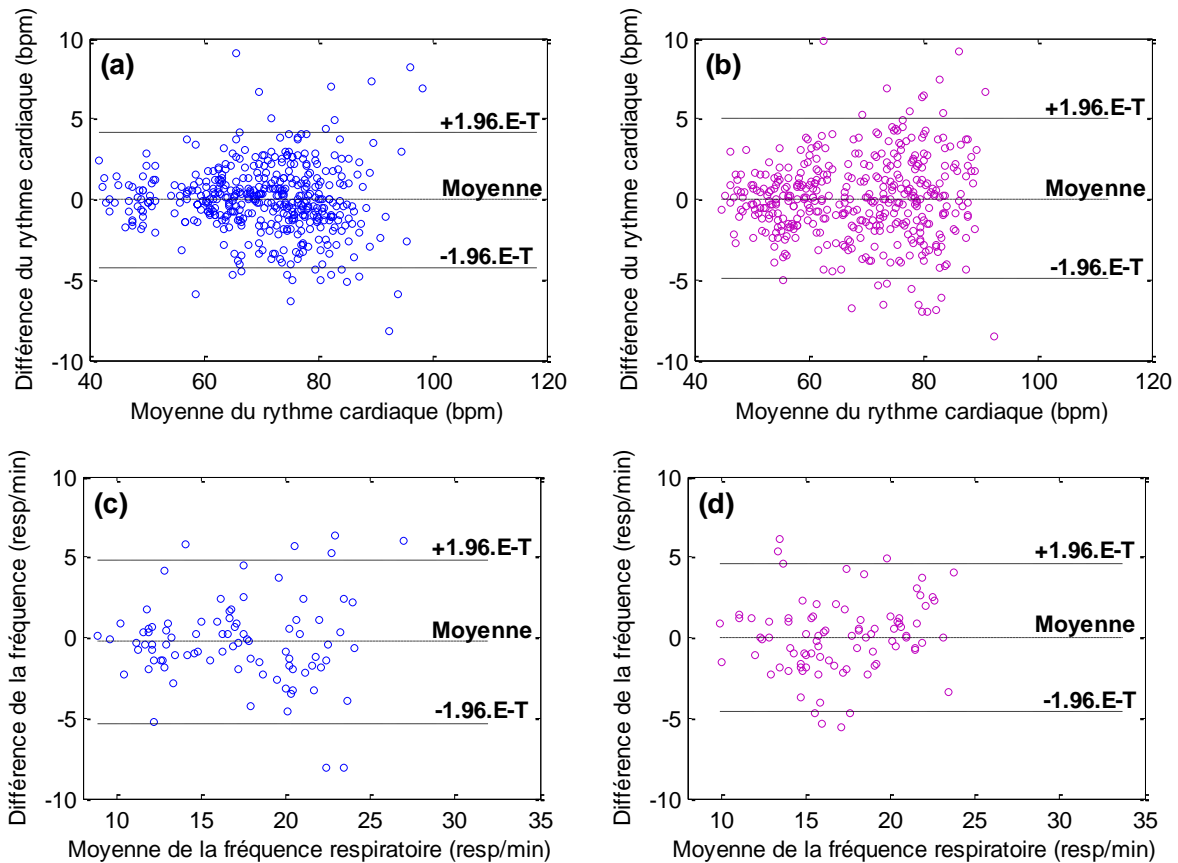 (a)
Différence du rythme cardiaque (bpm)
10
5
0
-5
-10
+1.96.E-T
Moyenne
-1.96.E-T
40 60 80 100 120
Moyenne du rythme cardiaque (bpm)
(b)
Différence du rythme cardiaque (bpm)
10
5
0
-5
-10
+1.96.E-T
Moyenne
-1.96.E-T
40 60 80 100 120
Moyenne du rythme cardiaque (bpm)
(c)
Différence de la fréquence (resp/min)
10
5
0
-5
-10
+1.96.E-T
Moyenne
-1.96.E-T
10 15 20 25 30 35
Moyenne de la fréquence respiratoire (resp/min)
(d)
Différence de la fréquence (resp/min)
10
5
0
-5
-10
+1.96.E-T
Moyenne
-1.96.E-T
10 15 20 25 30 35
Moyenne de la fréquence respiratoire (resp/min)